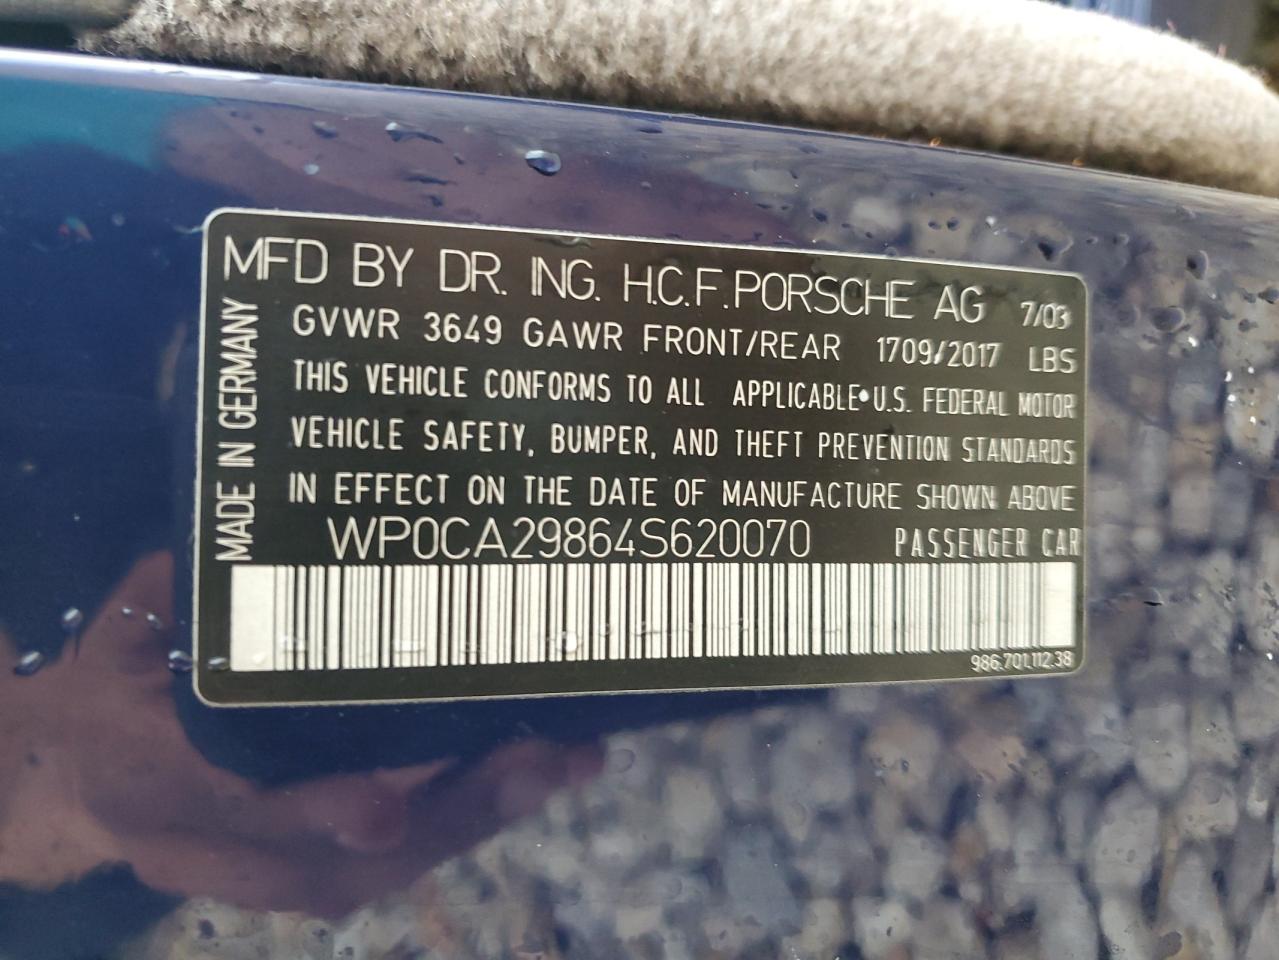 MFD BY DR. ING. H.C.F. PORSCHE AG 7/03
GVWR 3649 GAWR FRONT/REAR 1709/2017 LBS
THIS VEHICLE CONFORMS TO ALL APPLICABLE U.S. FEDERAL MOTOR
VEHICLE SAFETY, BUMPER, AND THEFT PREVENTION STANDARDS
IN EFFECT ON THE DATE OF MANUFACTURE SHOWN ABOVE
WP0CA29864S620070 PASSENGER CAR
MADE IN GERMANY
986.701.112.38